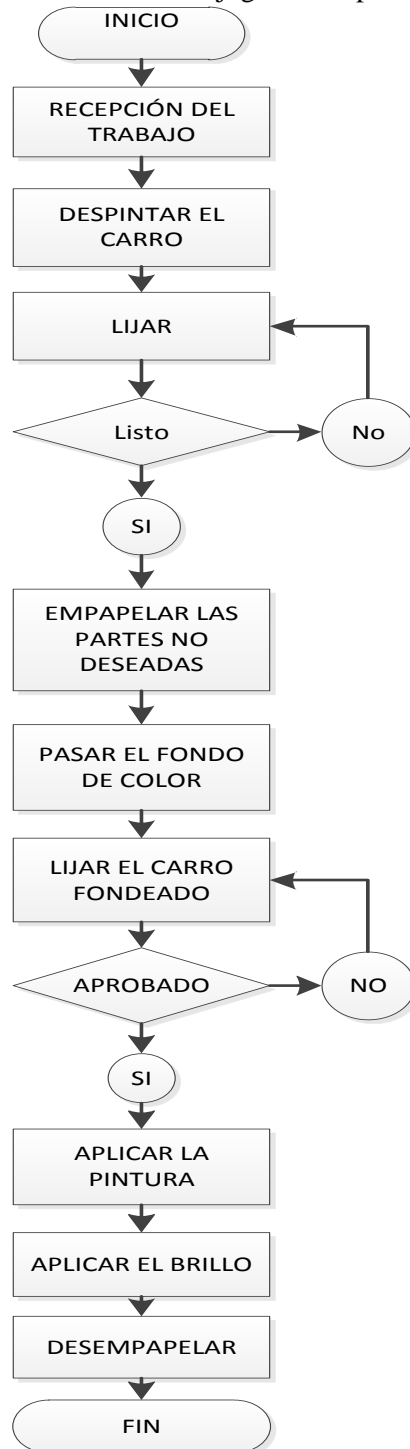 INICIO
RECEPCIÓN DEL
TRABAJO
DESPINTAR EL
CARRO
LIJAR
Listo
No
SI
EMPAPELAR LAS
PARTES NO
DESEADAS
PASAR EL FONDO
DE COLOR
LIJAR EL CARRO
FONDEADO
APROBADO
NO
SI
APLICAR LA
PINTURA
APLICAR EL BRILLO
DESEMPAPELAR
FIN